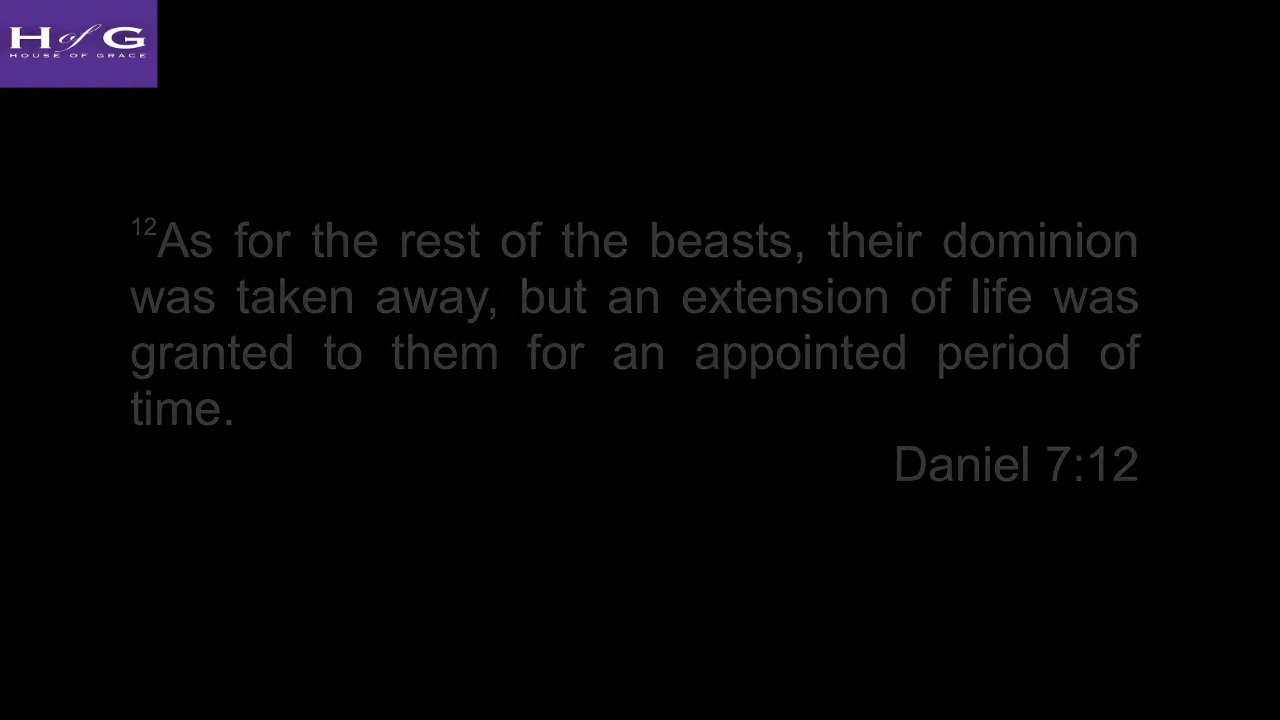 H of G
HOUSE OF GRACE
12As for the rest of the beasts, their dominion
was taken away, but an extension of life was
granted to them for an appointed period of
time.
Daniel 7:12